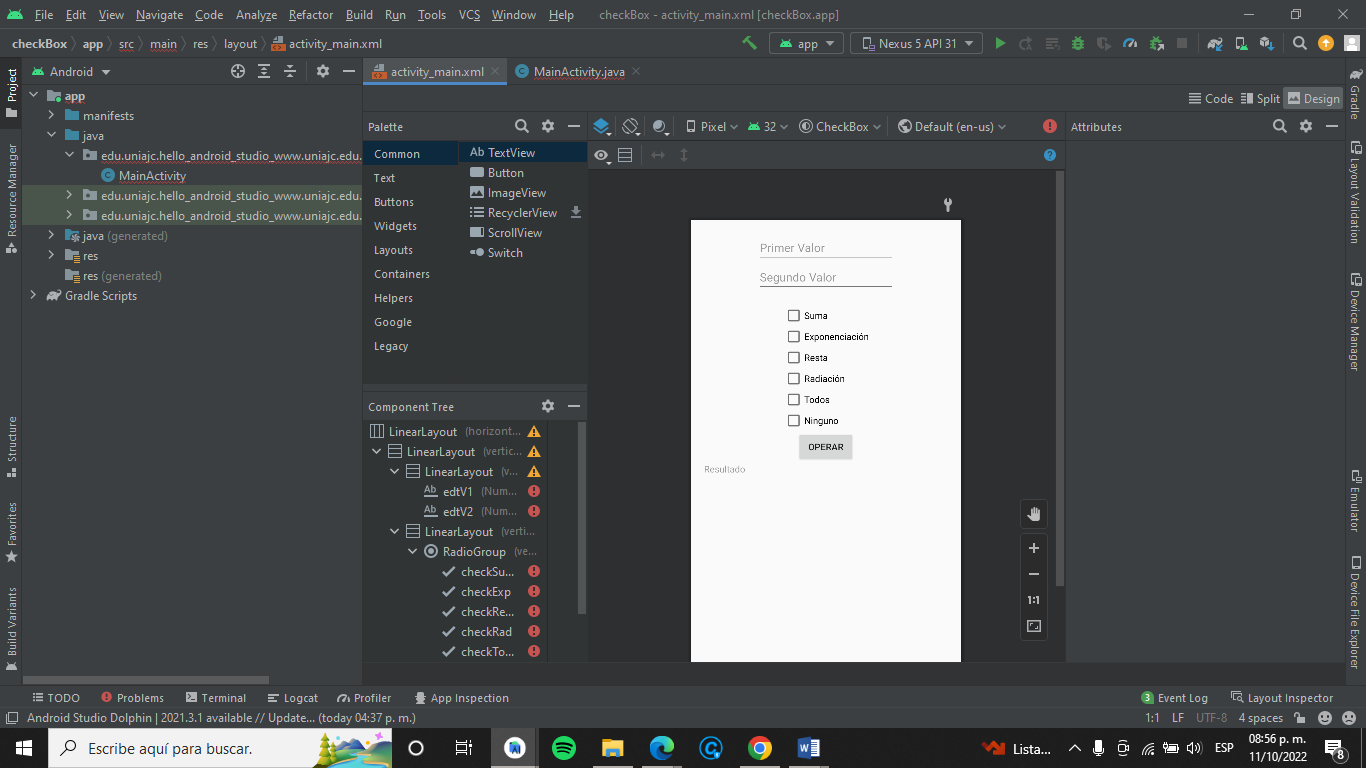 File Edit View Navigate Code Analyze Refactor Build Run Tools VCS Window Help checkBox - activity_main.xml [checkBox.app]
checkBox app src main res layout activity_main.xml app Nexus 5 API 31
Android activity_main.xml MainActivity.java
Project
Resource Manager
Structure
Favorites
Build Variants
app
manifests
java
edu.uniajc.hello_android_studio_www.uniajc.edu.
MainActivity
edu.uniajc.hello_android_studio_www.uniajc.edu.
edu.uniajc.hello_android_studio_www.uniajc.edu.
java (generated)
res
res (generated)
Gradle Scripts
Code Split Design
Palette
Common
Text
Buttons
Widgets
Layouts
Containers
Helpers
Google
Legacy
Ab TextView
Button
ImageView
RecyclerView
ScrollView
Switch
Component Tree
LinearLayout (horizont...
LinearLayout (vertic...
LinearLayout (v...
Ab edtV1 (Num...
Ab edtV2 (Num...
LinearLayout (verti...
RadioGroup (ve...
checkSu...
checkExp
checkRe...
checkRad
checkTo...
Pixel 32 CheckBox Default (en-us)
Primer Valor
Segundo Valor
Suma
Exponenciación
Resta
Radiación
Todos
Ninguno
OPERAR
Resultado
1:1
Attributes
Gradle
Layout Validation
Device Manager
Emulator
Device File Explorer
TODO Problems Terminal Logcat Profiler App Inspection 3 Event Log Layout Inspector
Android Studio Dolphin | 2021.3.1 available // Update... (today 04:37 p. m.) 1:1 LF UTF-8 4 spaces
Escribe aquí para buscar. Lista... ESP 08:56 p. m.
11/10/2022 8